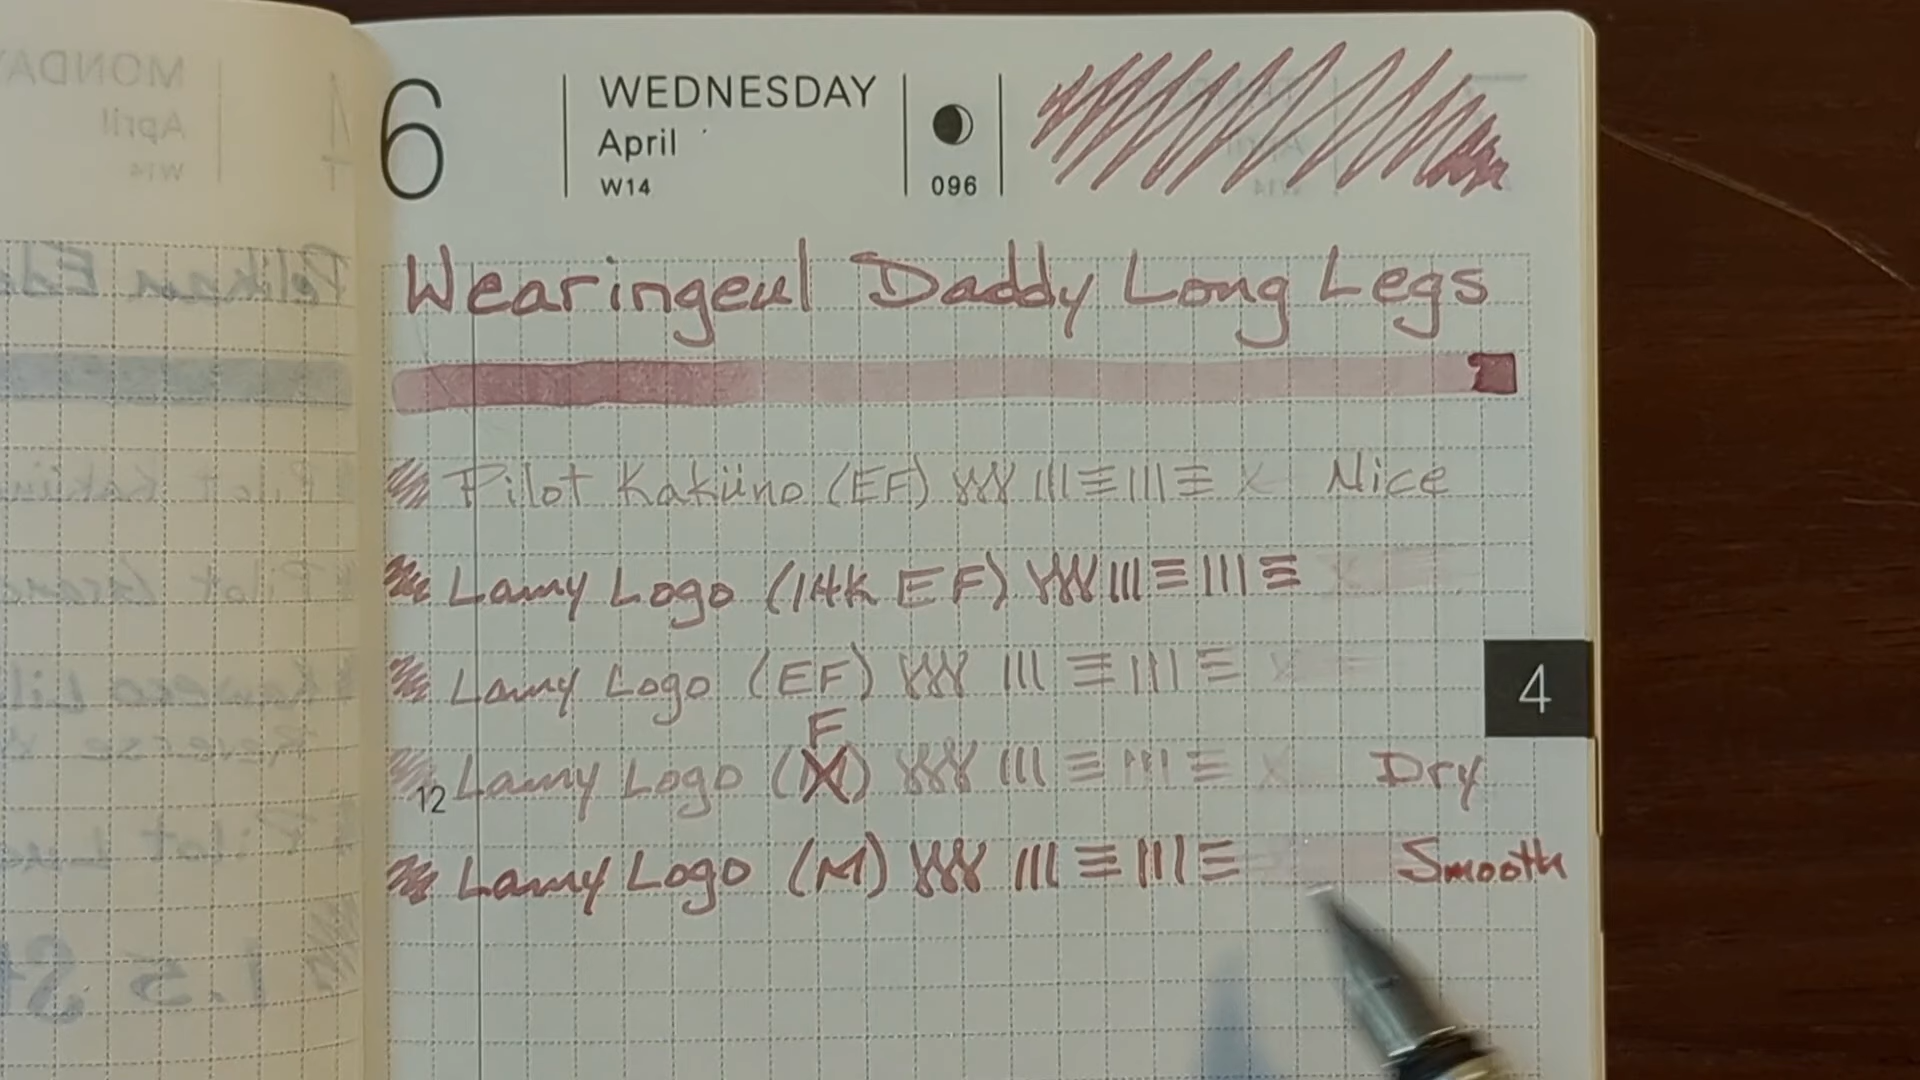 6 WEDNESDAY
April
W14 096
Wearingeul Daddy Long Legs
Pilot Kaküno (EF) Nice
Lamy Logo (14k EF)
Lamy Logo (EF)
F
Lamy Logo (M) Dry
12
Lamy Logo (M) Smooth
4